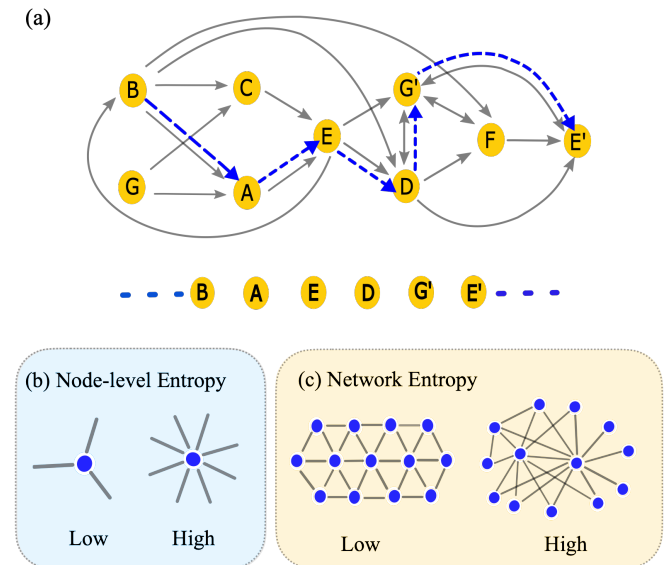 (a)
B
C
G'
E
F
E'
G
A
D
B A E D G' E'
(b) Node-level Entropy
Low High
(c) Network Entropy
Low High